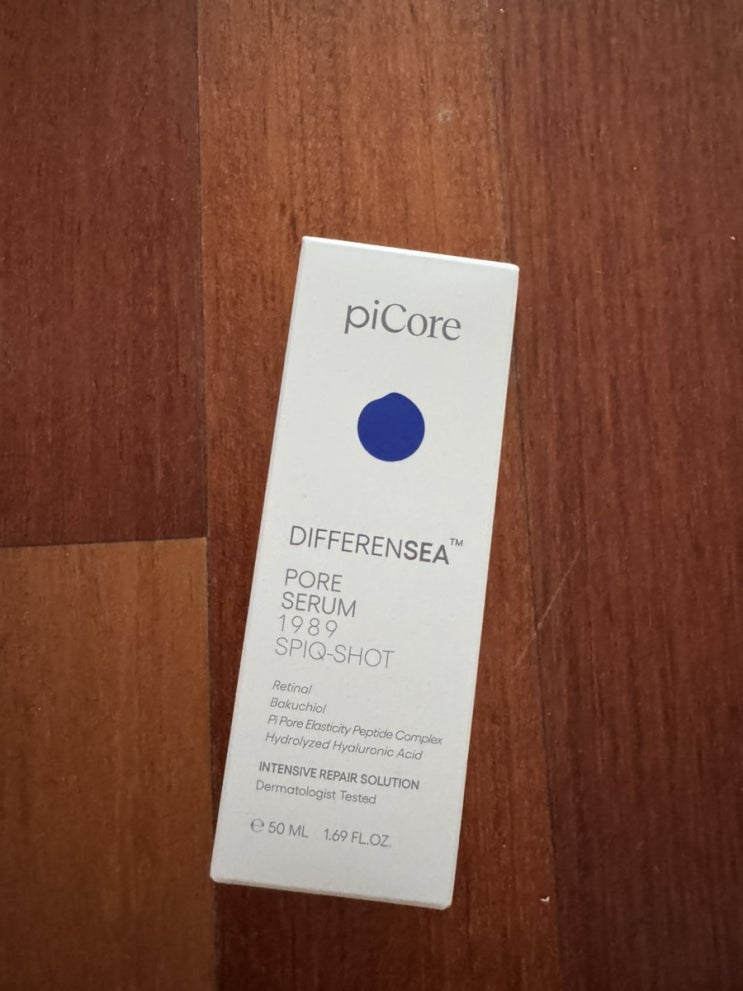 piCore
DIFFERENSEA™
PORE
SERUM
1989
SPIQ-SHOT
Retinal
Bakuchiol
Pi Pore Elasticity Peptide Complex
Hydrolyzed Hyaluronic Acid
INTENSIVE REPAIR SOLUTION
Dermatologist Tested
℮ 50 ML 1.69 FL.OZ.